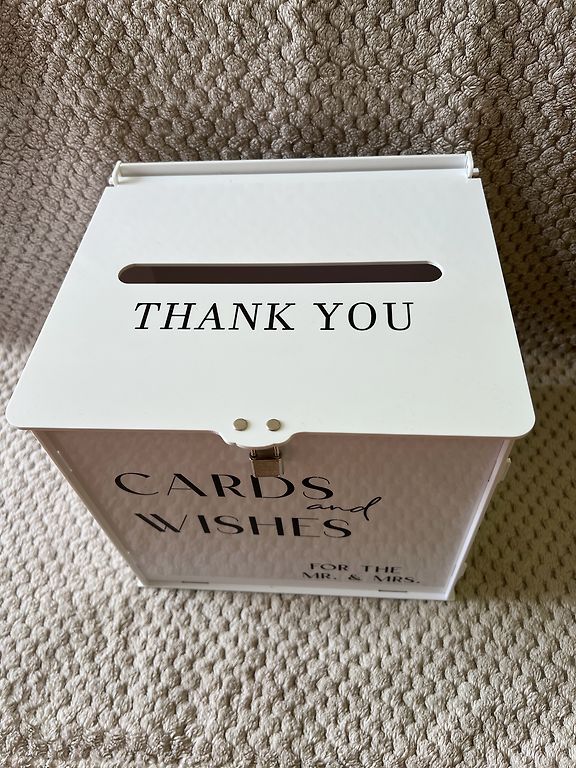 THANK YOU
CARDS
and
WISHES
FOR THE
MR. & MRS.